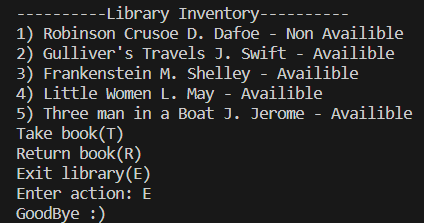 ----------Library Inventory----------
1) Robinson Crusoe D. Dafoe - Non Availible
2) Gulliver's Travels J. Swift - Availible
3) Frankenstein M. Shelley - Availible
4) Little Women L. May - Availible
5) Three man in a Boat J. Jerome - Availible
Take book(T)
Return book(R)
Exit library(E)
Enter action: E
GoodBye :)